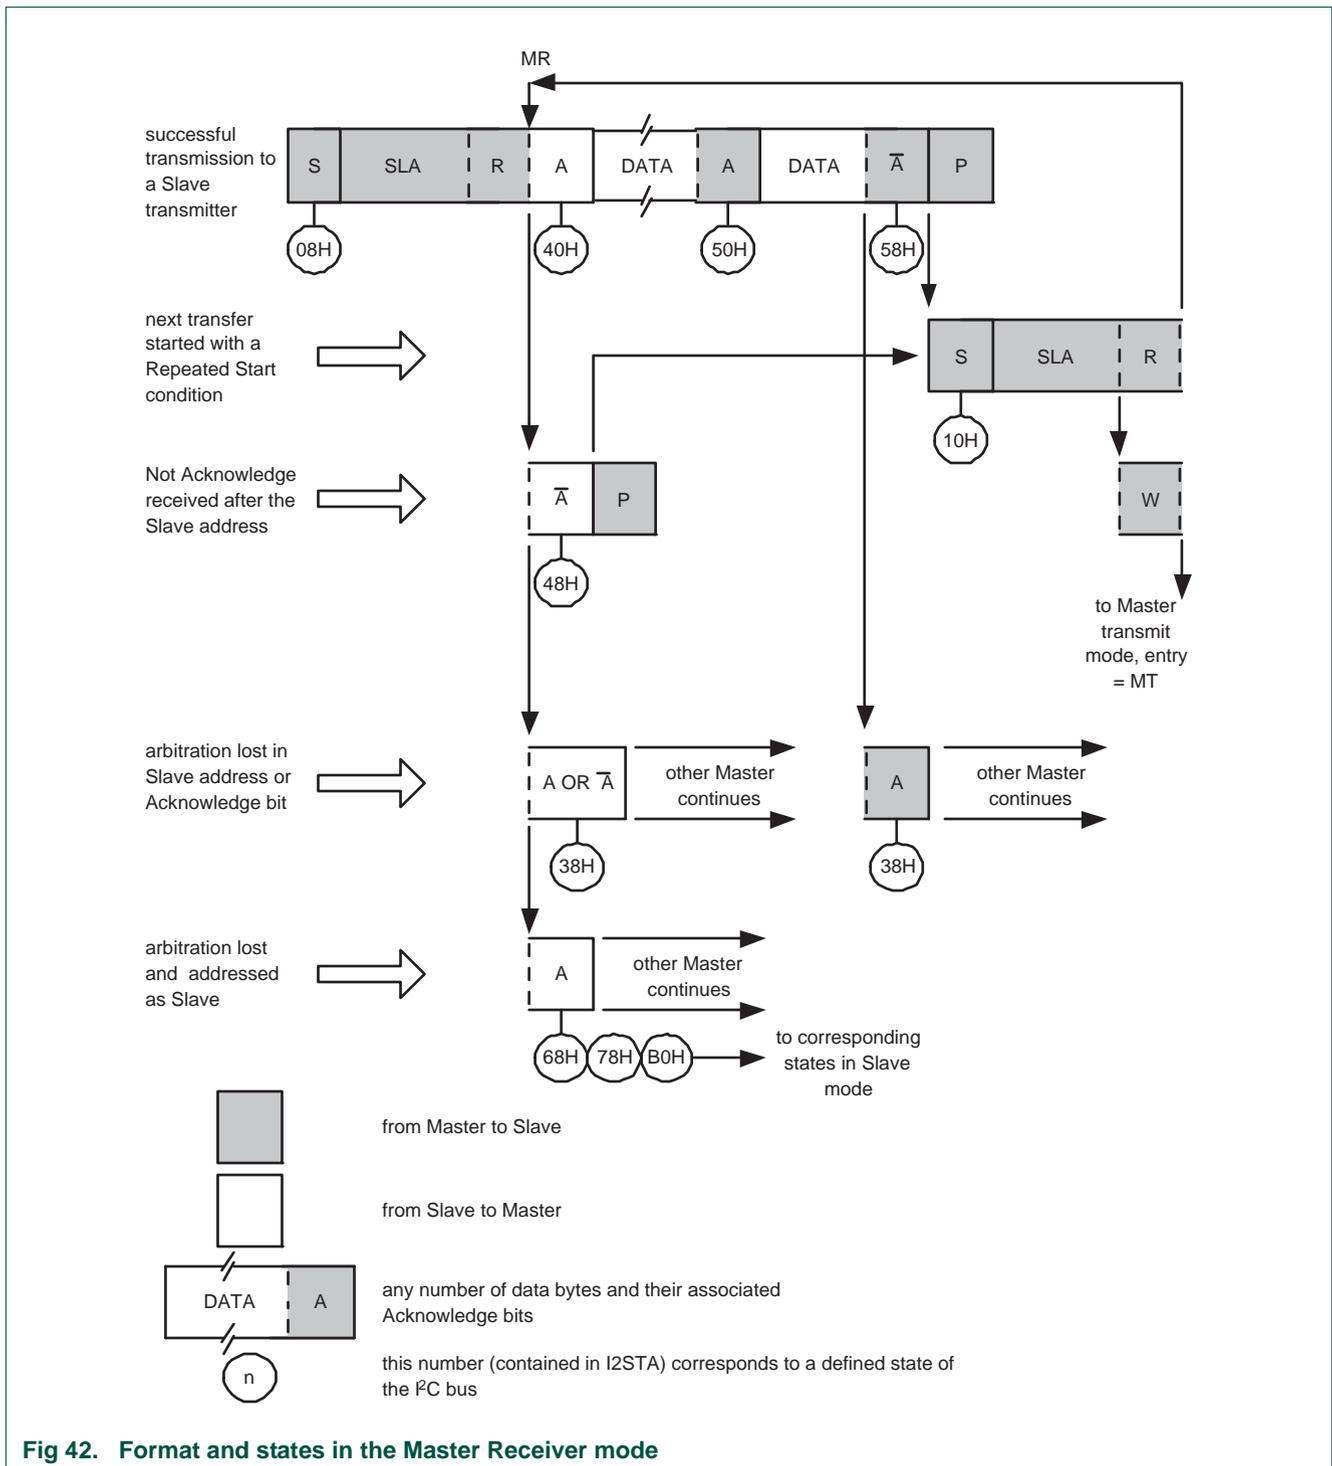 MR
successful
transmission to
a Slave
transmitter
S SLA R A DATA A DATA A̅ P
08H 40H 50H 58H
next transfer
started with a
Repeated Start
condition
S SLA R
10H
Not Acknowledge
received after the
Slave address
A̅ P W
48H
to Master
transmit
mode, entry
= MT
arbitration lost in
Slave address or
Acknowledge bit
A OR A̅
other Master
continues
A
other Master
continues
38H 38H
arbitration lost
and addressed
as Slave
A
other Master
continues
68H 78H B0H
to corresponding
states in Slave
mode
from Master to Slave
from Slave to Master
DATA A
any number of data bytes and their associated
Acknowledge bits
n
this number (contained in I2STA) corresponds to a defined state of
the I²C bus
Fig 42. Format and states in the Master Receiver mode